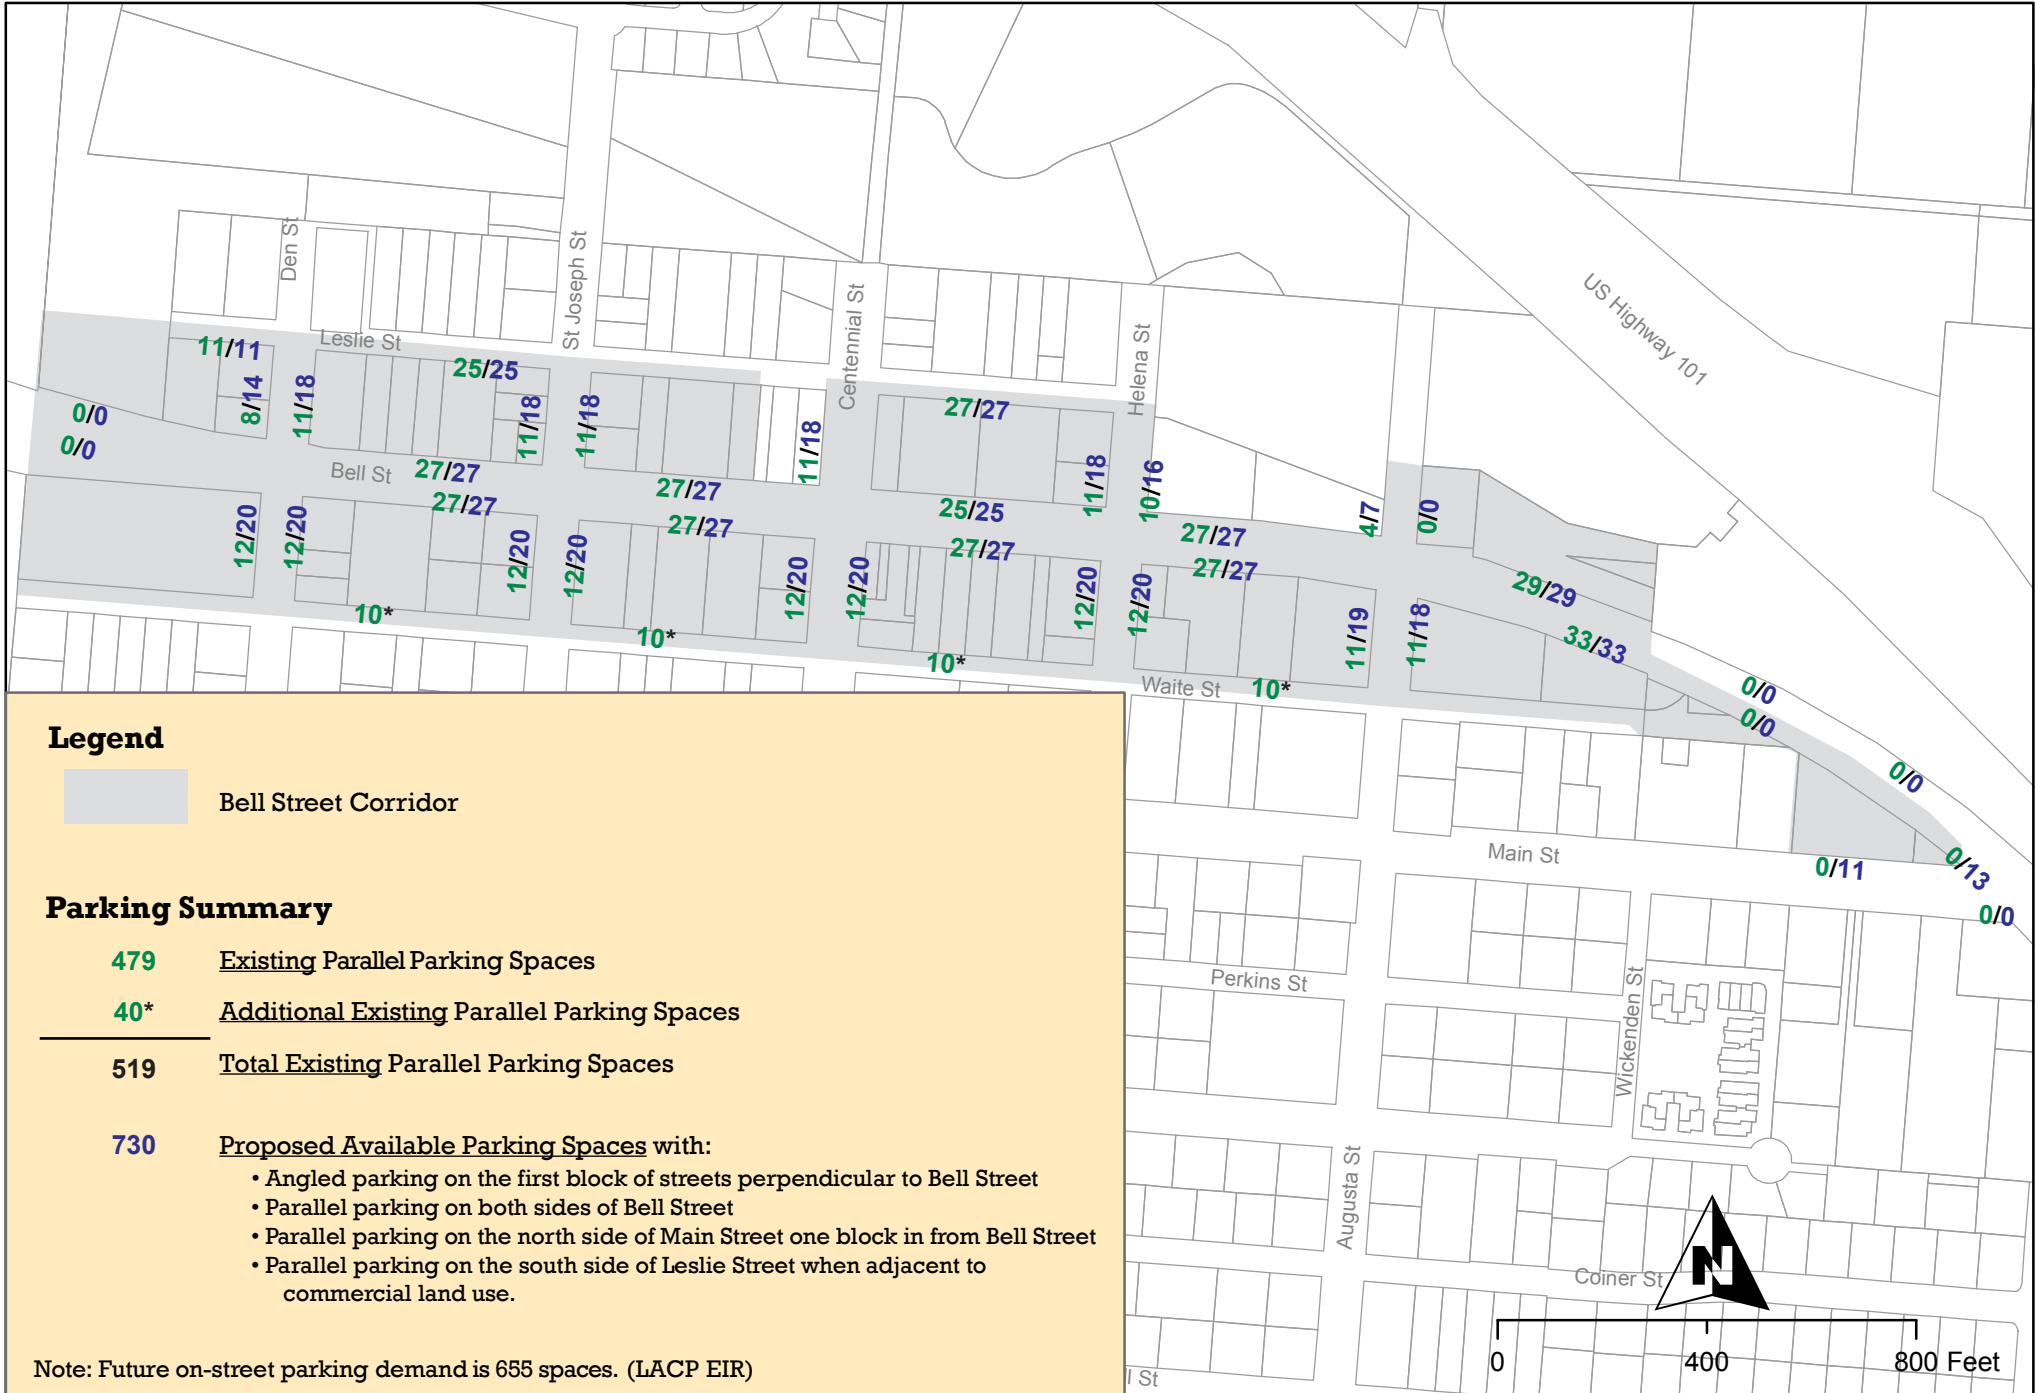 Den St
St Joseph St
Centennial St
Helena St
US Highway 101
Leslie St
11/11
25/25
27/27
8/14
11/18
11/18
11/18
11/18
11/18
10/16
4/7
0/0
0/0
0/0
Bell St
27/27
27/27
27/27
27/27
25/25
27/27
27/27
27/27
29/29
33/33
12/20
12/20
12/20
12/20
12/20
12/20
12/20
12/20
11/19
11/18
10*
10*
10*
10*
Waite St
0/0
0/0
0/0
0/13
0/11
0/0
Main St
Perkins St
Wickenden St
Augusta St
Coiner St
l St
N
0
400
800 Feet
Legend
Bell Street Corridor
Parking Summary
479 Existing Parallel Parking Spaces
40* Additional Existing Parallel Parking Spaces
519 Total Existing Parallel Parking Spaces
730 Proposed Available Parking Spaces with:
• Angled parking on the first block of streets perpendicular to Bell Street
• Parallel parking on both sides of Bell Street
• Parallel parking on the north side of Main Street one block in from Bell Street
• Parallel parking on the south side of Leslie Street when adjacent to
commercial land use.
Note: Future on-street parking demand is 655 spaces. (LACP EIR)